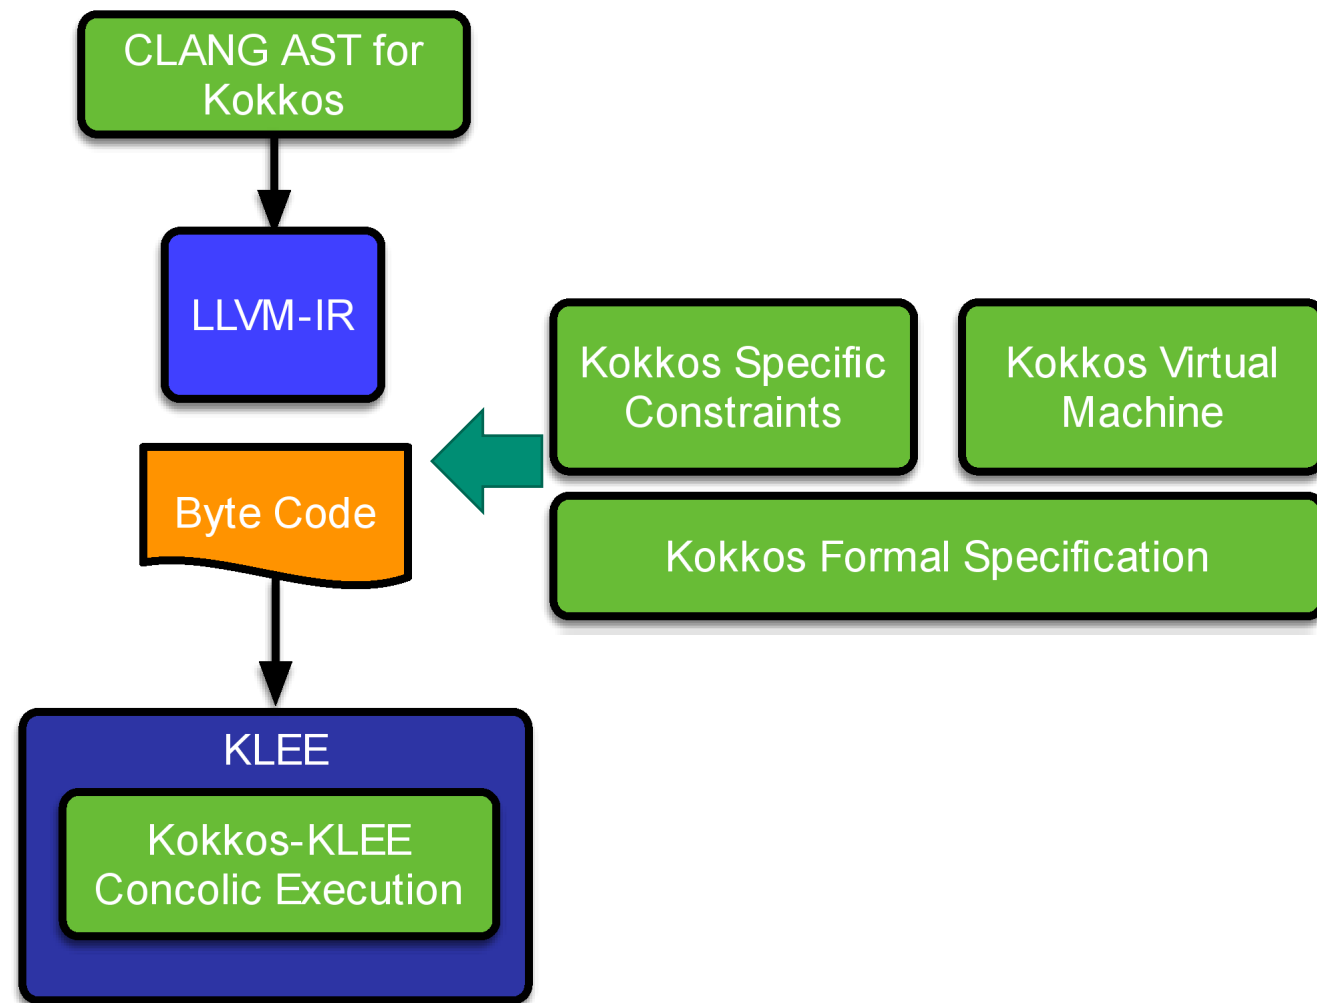 CLANG AST for
Kokkos
LLVM-IR
Kokkos Specific
Constraints
Kokkos Virtual
Machine
Byte Code
Kokkos Formal Specification
KLEE
Kokkos-KLEE
Concolic Execution